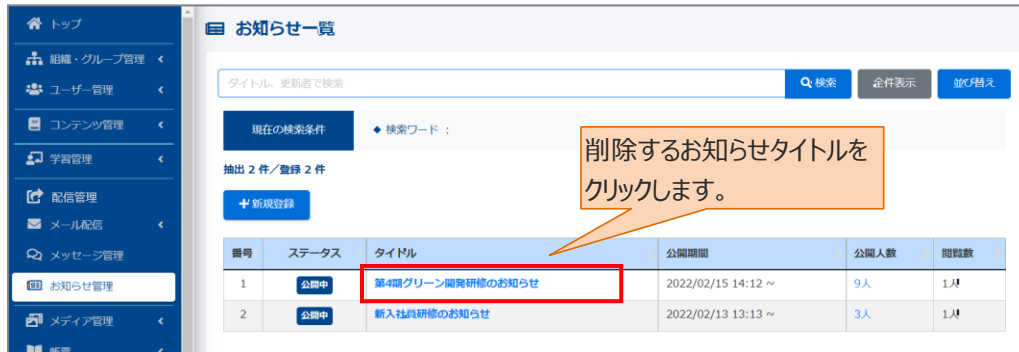 トップ
組織・グループ管理
ユーザー管理
コンテンツ管理
学習管理
配信管理
メール配信
メッセージ管理
お知らせ管理
メディア管理
お知らせ一覧
タイトル、更新者で検索
検索 全件表示 並び替え
現在の検索条件 ◆ 検索ワード :
抽出 2 件/登録 2 件
新規登録
削除するお知らせタイトルを
クリックします。
番号 ステータス タイトル 公開期間 公開人数 閲覧数
1 公開中 第4期グリーン開発研修のお知らせ 2022/02/15 14:12 ~ 9人 1人
2 公開中 新入社員研修のお知らせ 2022/02/13 13:13 ~ 3人 1人